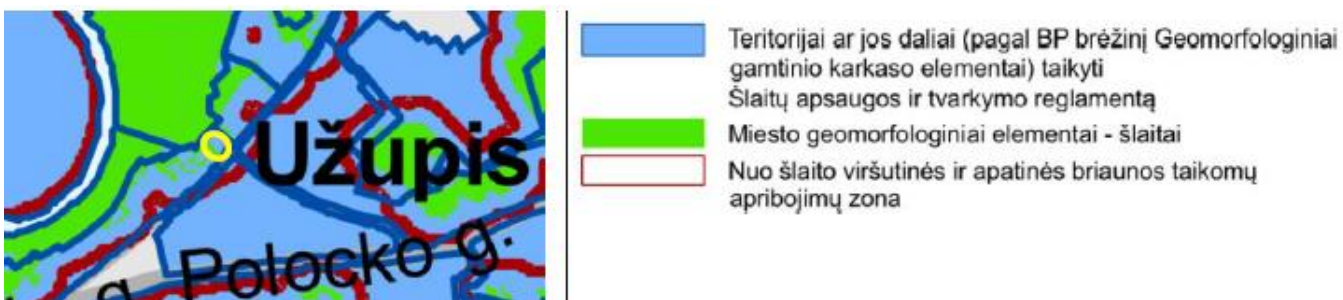 Užupis
g. Polocko g.
Teritorijai ar jos daliai (pagal BP brėžinį Geomorfologiniai
gamtinio karkaso elementai) taikyti
Šlaitų apsaugos ir tvarkymo reglamentą
Miesto geomorfologiniai elementai - šlaitai
Nuo šlaito viršutinės ir apatinės briaunos taikomų
apribojimų zona